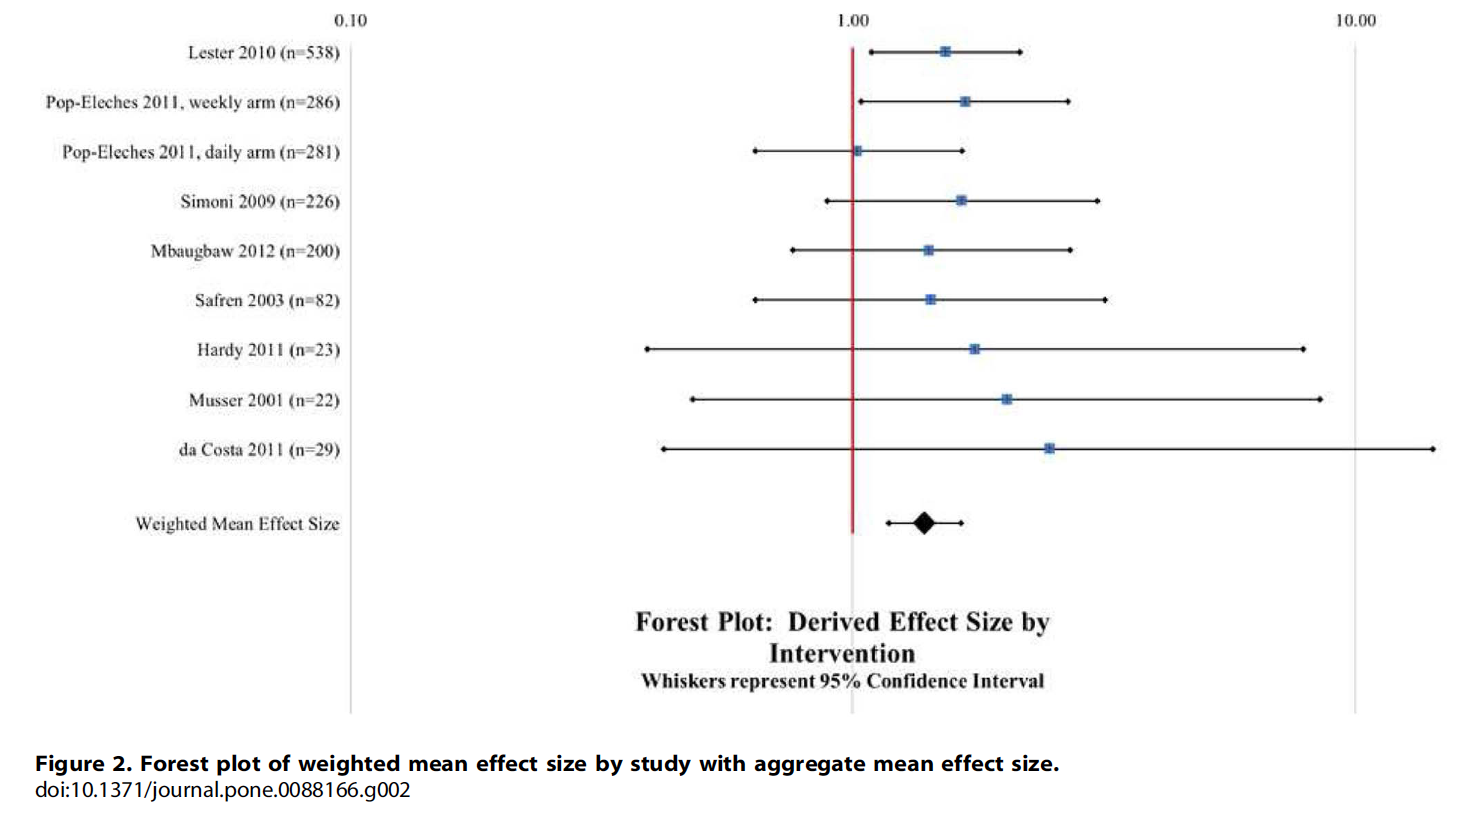 0.10 1.00 10.00
Lester 2010 (n=538)
Pop-Eleches 2011, weekly arm (n=286)
Pop-Eleches 2011, daily arm (n=281)
Simoni 2009 (n=226)
Mbaugbaw 2012 (n=200)
Safren 2003 (n=82)
Hardy 2011 (n=23)
Musser 2001 (n=22)
da Costa 2011 (n=29)
Weighted Mean Effect Size
Forest Plot: Derived Effect Size by
Intervention
Whiskers represent 95% Confidence Interval
Figure 2. Forest plot of weighted mean effect size by study with aggregate mean effect size.
doi:10.1371/journal.pone.0088166.g002